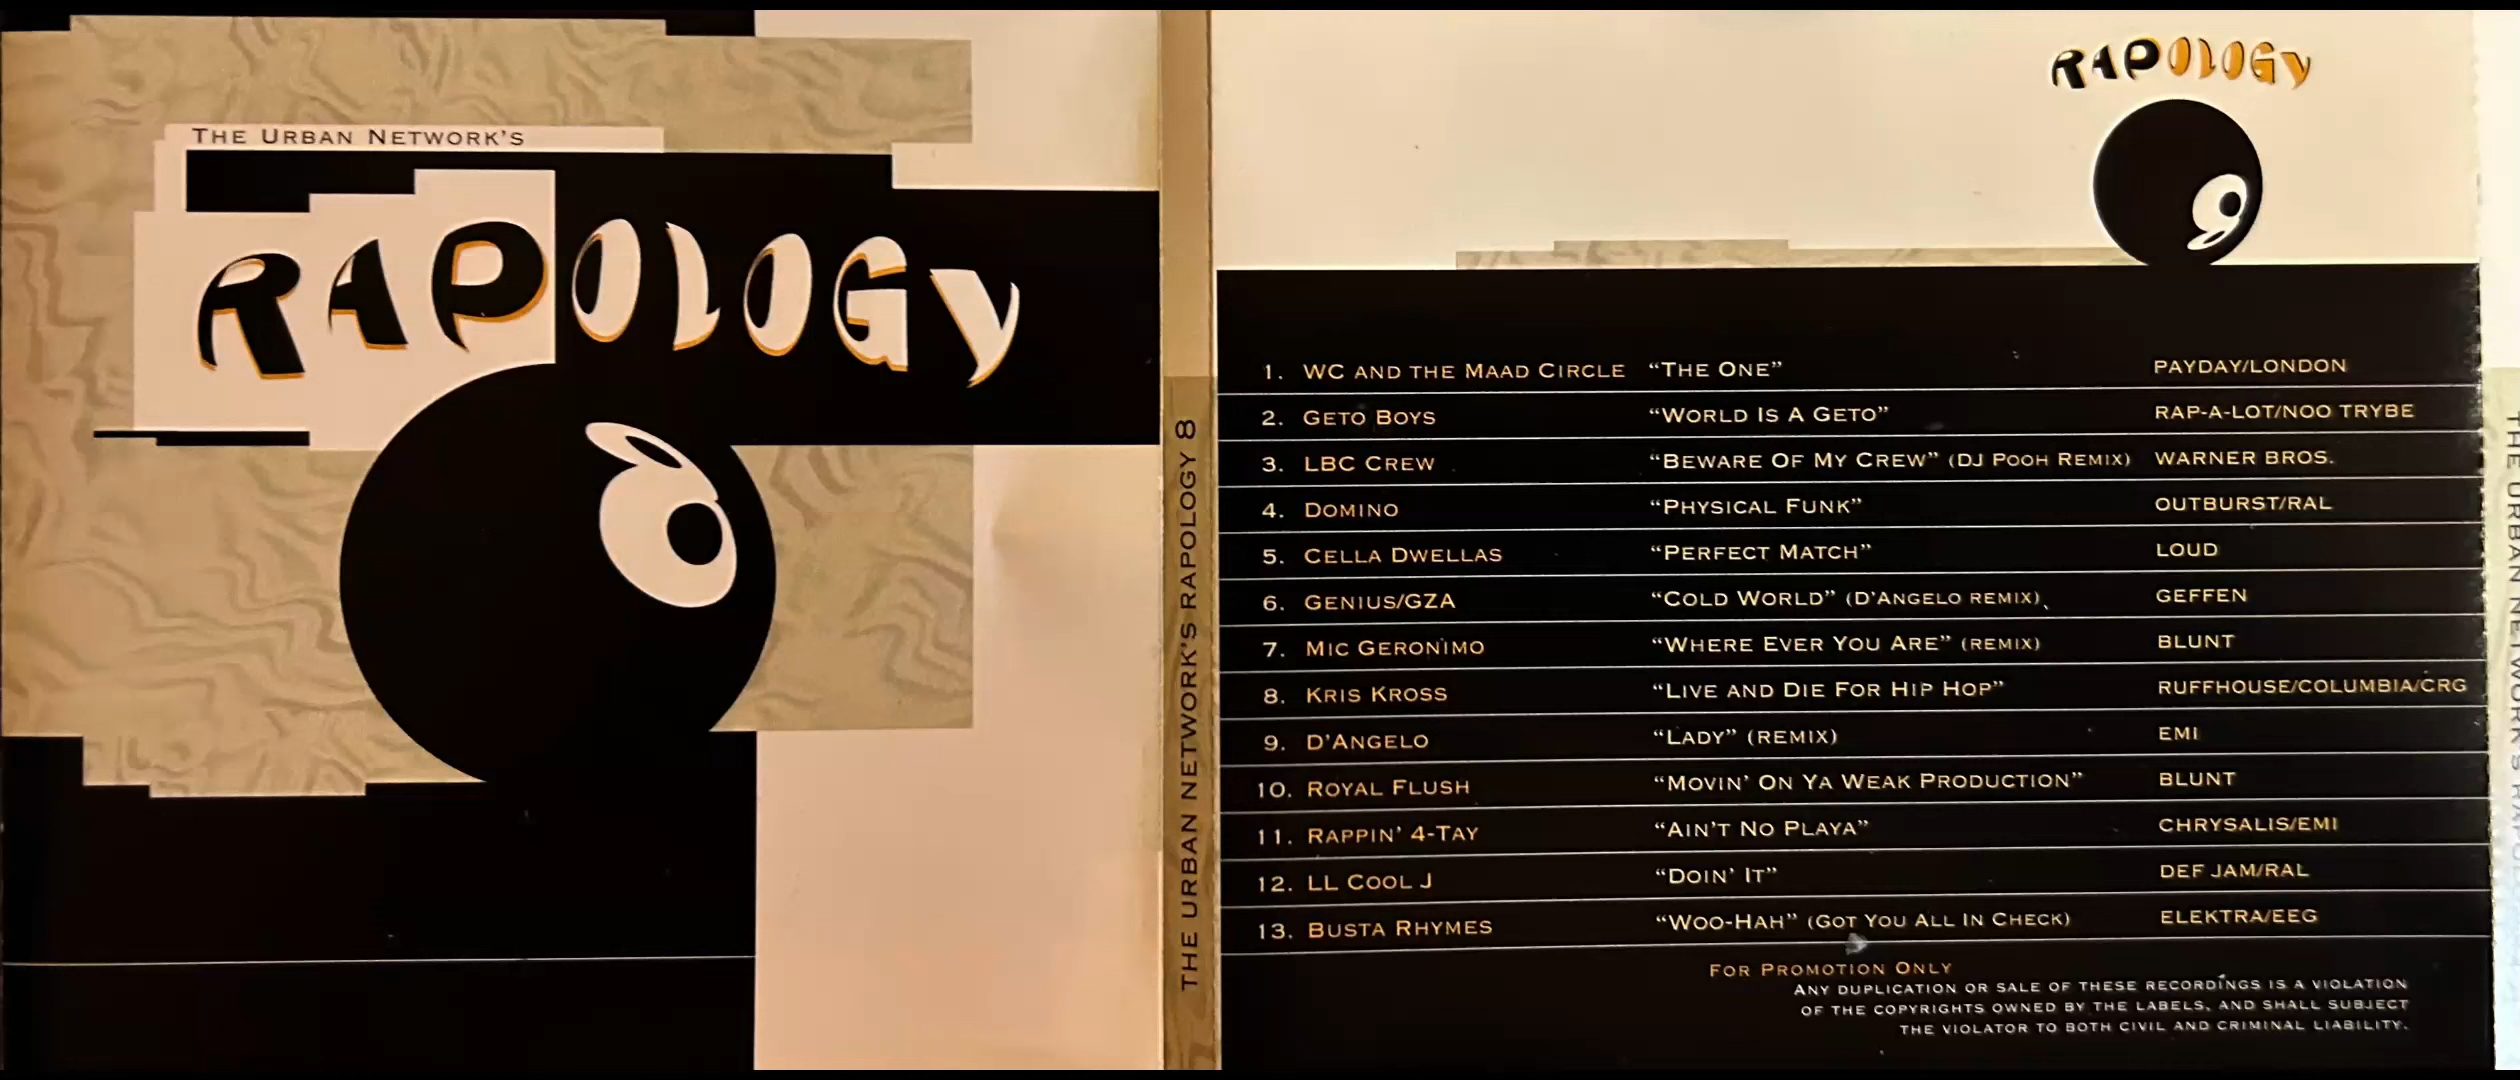 THE URBAN NETWORK'S
RAPOLOGY
THE URBAN NETWORK'S RAPOLOGY 8
RAPOLOGY
1. WC AND THE MAAD CIRCLE “THE ONE” PAYDAY/LONDON
2. GETO BOYS “WORLD IS A GETO” RAP-A-LOT/NOO TRYBE
3. LBC CREW “BEWARE OF MY CREW” (DJ POOH REMIX) WARNER BROS.
4. DOMINO “PHYSICAL FUNK” OUTBURST/RAL
5. CELLA DWELLAS “PERFECT MATCH” LOUD
6. GENIUS/GZA “COLD WORLD” (D'ANGELO REMIX) GEFFEN
7. MIC GERONIMO “WHERE EVER YOU ARE” (REMIX) BLUNT
8. KRIS KROSS “LIVE AND DIE FOR HIP HOP” RUFFHOUSE/COLUMBIA/CRG
9. D'ANGELO “LADY” (REMIX) EMI
10. ROYAL FLUSH “MOVIN' ON YA WEAK PRODUCTION” BLUNT
11. RAPPIN' 4-TAY “AIN'T NO PLAYA” CHRYSALIS/EMI
12. LL COOL J “DOIN' IT” DEF JAM/RAL
13. BUSTA RHYMES “WOO-HAH” (GOT YOU ALL IN CHECK) ELEKTRA/EEG
FOR PROMOTION ONLY
ANY DUPLICATION OR SALE OF THESE RECORDINGS IS A VIOLATION
OF THE COPYRIGHTS OWNED BY THE LABELS, AND SHALL SUBJECT
THE VIOLATOR TO BOTH CIVIL AND CRIMINAL LIABILITY.
THE URBAN NETWORK'S